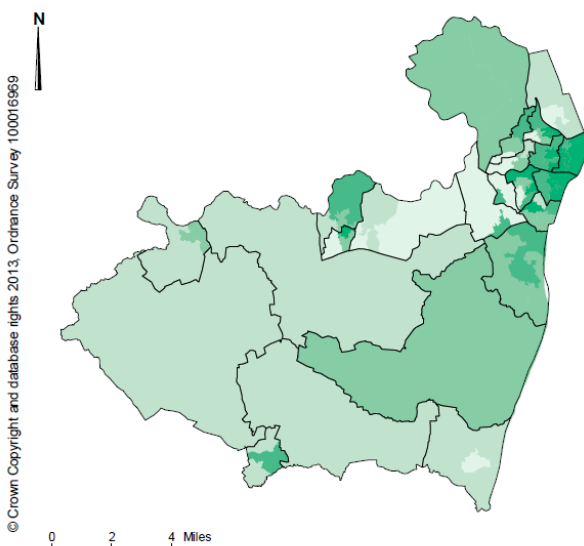 N
© Crown Copyright and database rights 2013, Ordnance Survey 100016969
0 2 4 Miles